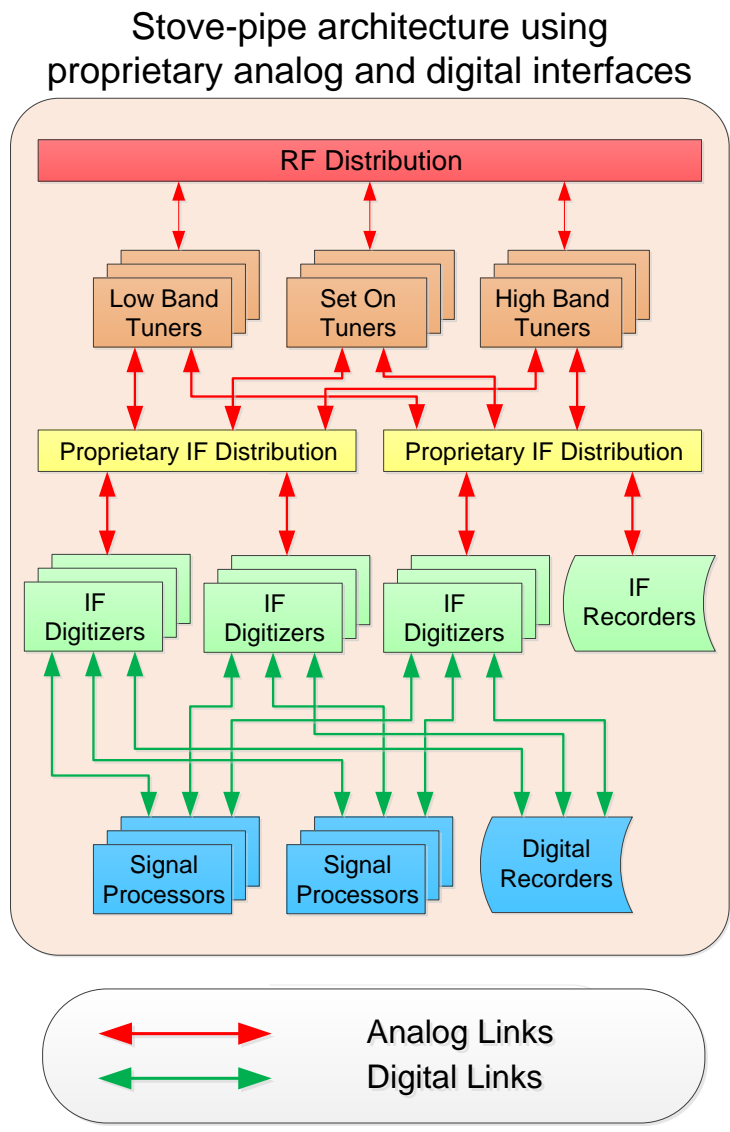 Stove-pipe architecture using
proprietary analog and digital interfaces
RF Distribution
Low Band
Tuners
Set On
Tuners
High Band
Tuners
Proprietary IF Distribution
Proprietary IF Distribution
IF
Digitizers
IF
Digitizers
IF
Digitizers
IF
Recorders
Signal
Processors
Signal
Processors
Digital
Recorders
Analog Links
Digital Links